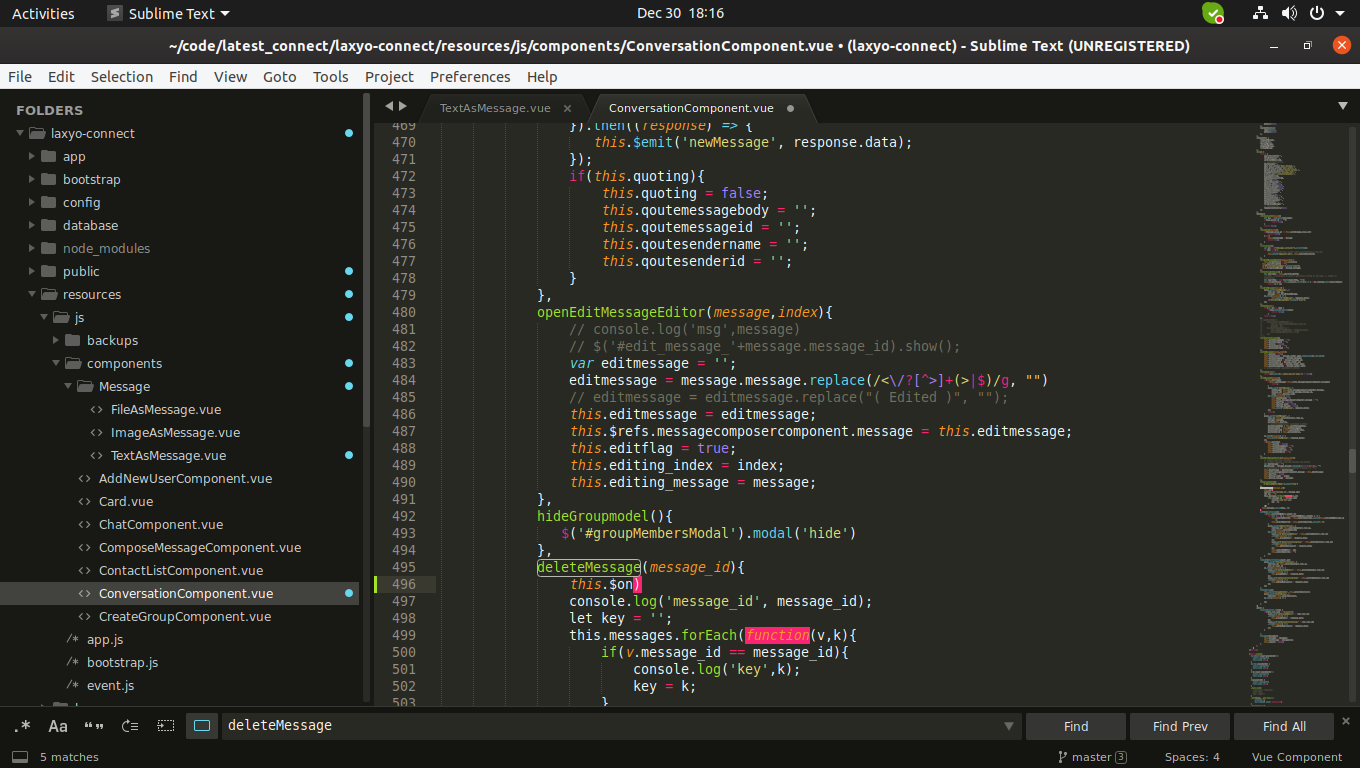 Activities
Sublime Text
Dec 30 18:16
~/code/latest_connect/laxyo-connect/resources/js/components/ConversationComponent.vue • (laxyo-connect) - Sublime Text (UNREGISTERED)
File Edit Selection Find View Goto Tools Project Preferences Help
FOLDERS
laxyo-connect
app
bootstrap
config
database
node_modules
public
resources
js
backups
components
Message
FileAsMessage.vue
ImageAsMessage.vue
TextAsMessage.vue
AddNewUserComponent.vue
Card.vue
ChatComponent.vue
ComposeMessageComponent.vue
ContactListComponent.vue
ConversationComponent.vue
CreateGroupComponent.vue
app.js
bootstrap.js
event.js
TextAsMessage.vue
ConversationComponent.vue
469 }).then((response) => {
470 this.$emit('newMessage', response.data);
471 });
472 if(this.quoting){
473 this.quoting = false;
474 this.qoutemessagebody = '';
475 this.qoutemessageid = '';
476 this.qoutesendername = '';
477 this.qoutesenderid = '';
478 }
479 },
480 openEditMessageEditor(message,index){
481 // console.log('msg',message)
482 // $('#edit_message_'+message.message_id).show();
483 var editmessage = '';
484 editmessage = message.message.replace(/<\/?[^>]+(>|$)/g, "")
485 // editmessage = editmessage.replace("( Edited )", "");
486 this.editmessage = editmessage;
487 this.$refs.messagecomposercomponent.message = this.editmessage;
488 this.editflag = true;
489 this.editing_index = index;
490 this.editing_message = message;
491 },
492 hideGroupmodel(){
493 $('#groupMembersModal').modal('hide')
494 },
495 deleteMessage(message_id){
496 this.$on)
497 console.log('message_id', message_id);
498 let key = '';
499 this.messages.forEach(function(v,k){
500 if(v.message_id == message_id){
501 console.log('key',k);
502 key = k;
503 }
.* Aa “” deleteMessage Find Find Prev Find All
5 matches
master 3 Spaces: 4 Vue Component